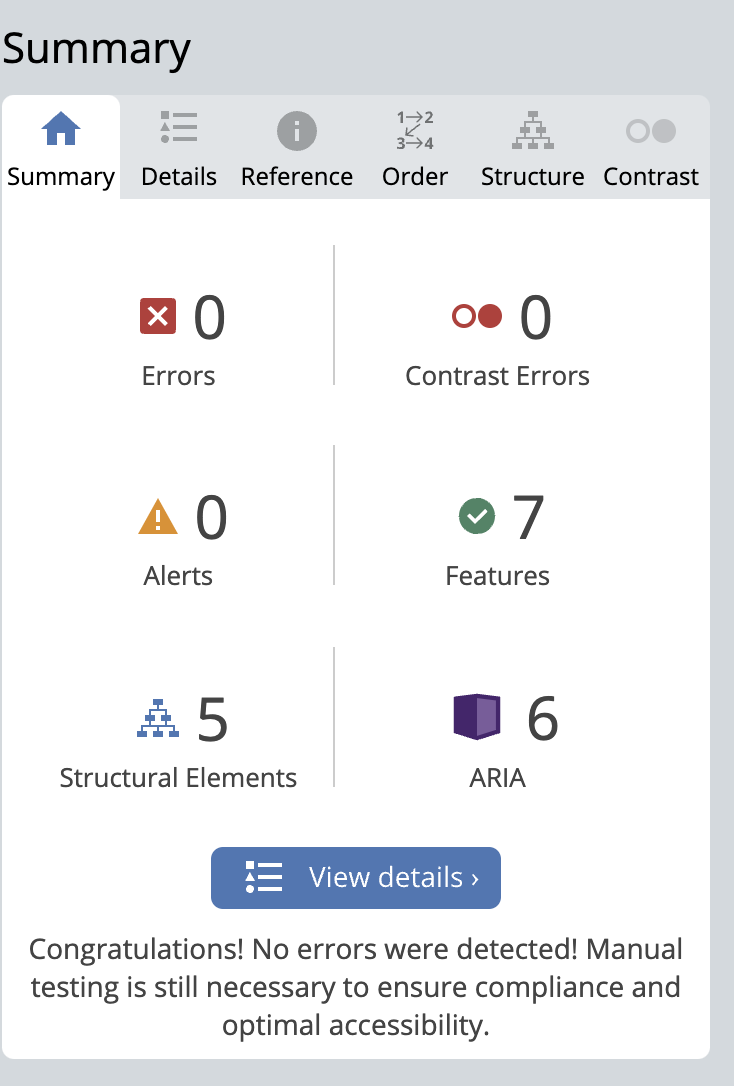 Summary
Summary
Details
Reference
1→2
3→4
Order
Structure
Contrast
0
Errors
0
Contrast Errors
0
Alerts
7
Features
5
Structural Elements
6
ARIA
View details ›
Congratulations! No errors were detected! Manual
testing is still necessary to ensure compliance and
optimal accessibility.